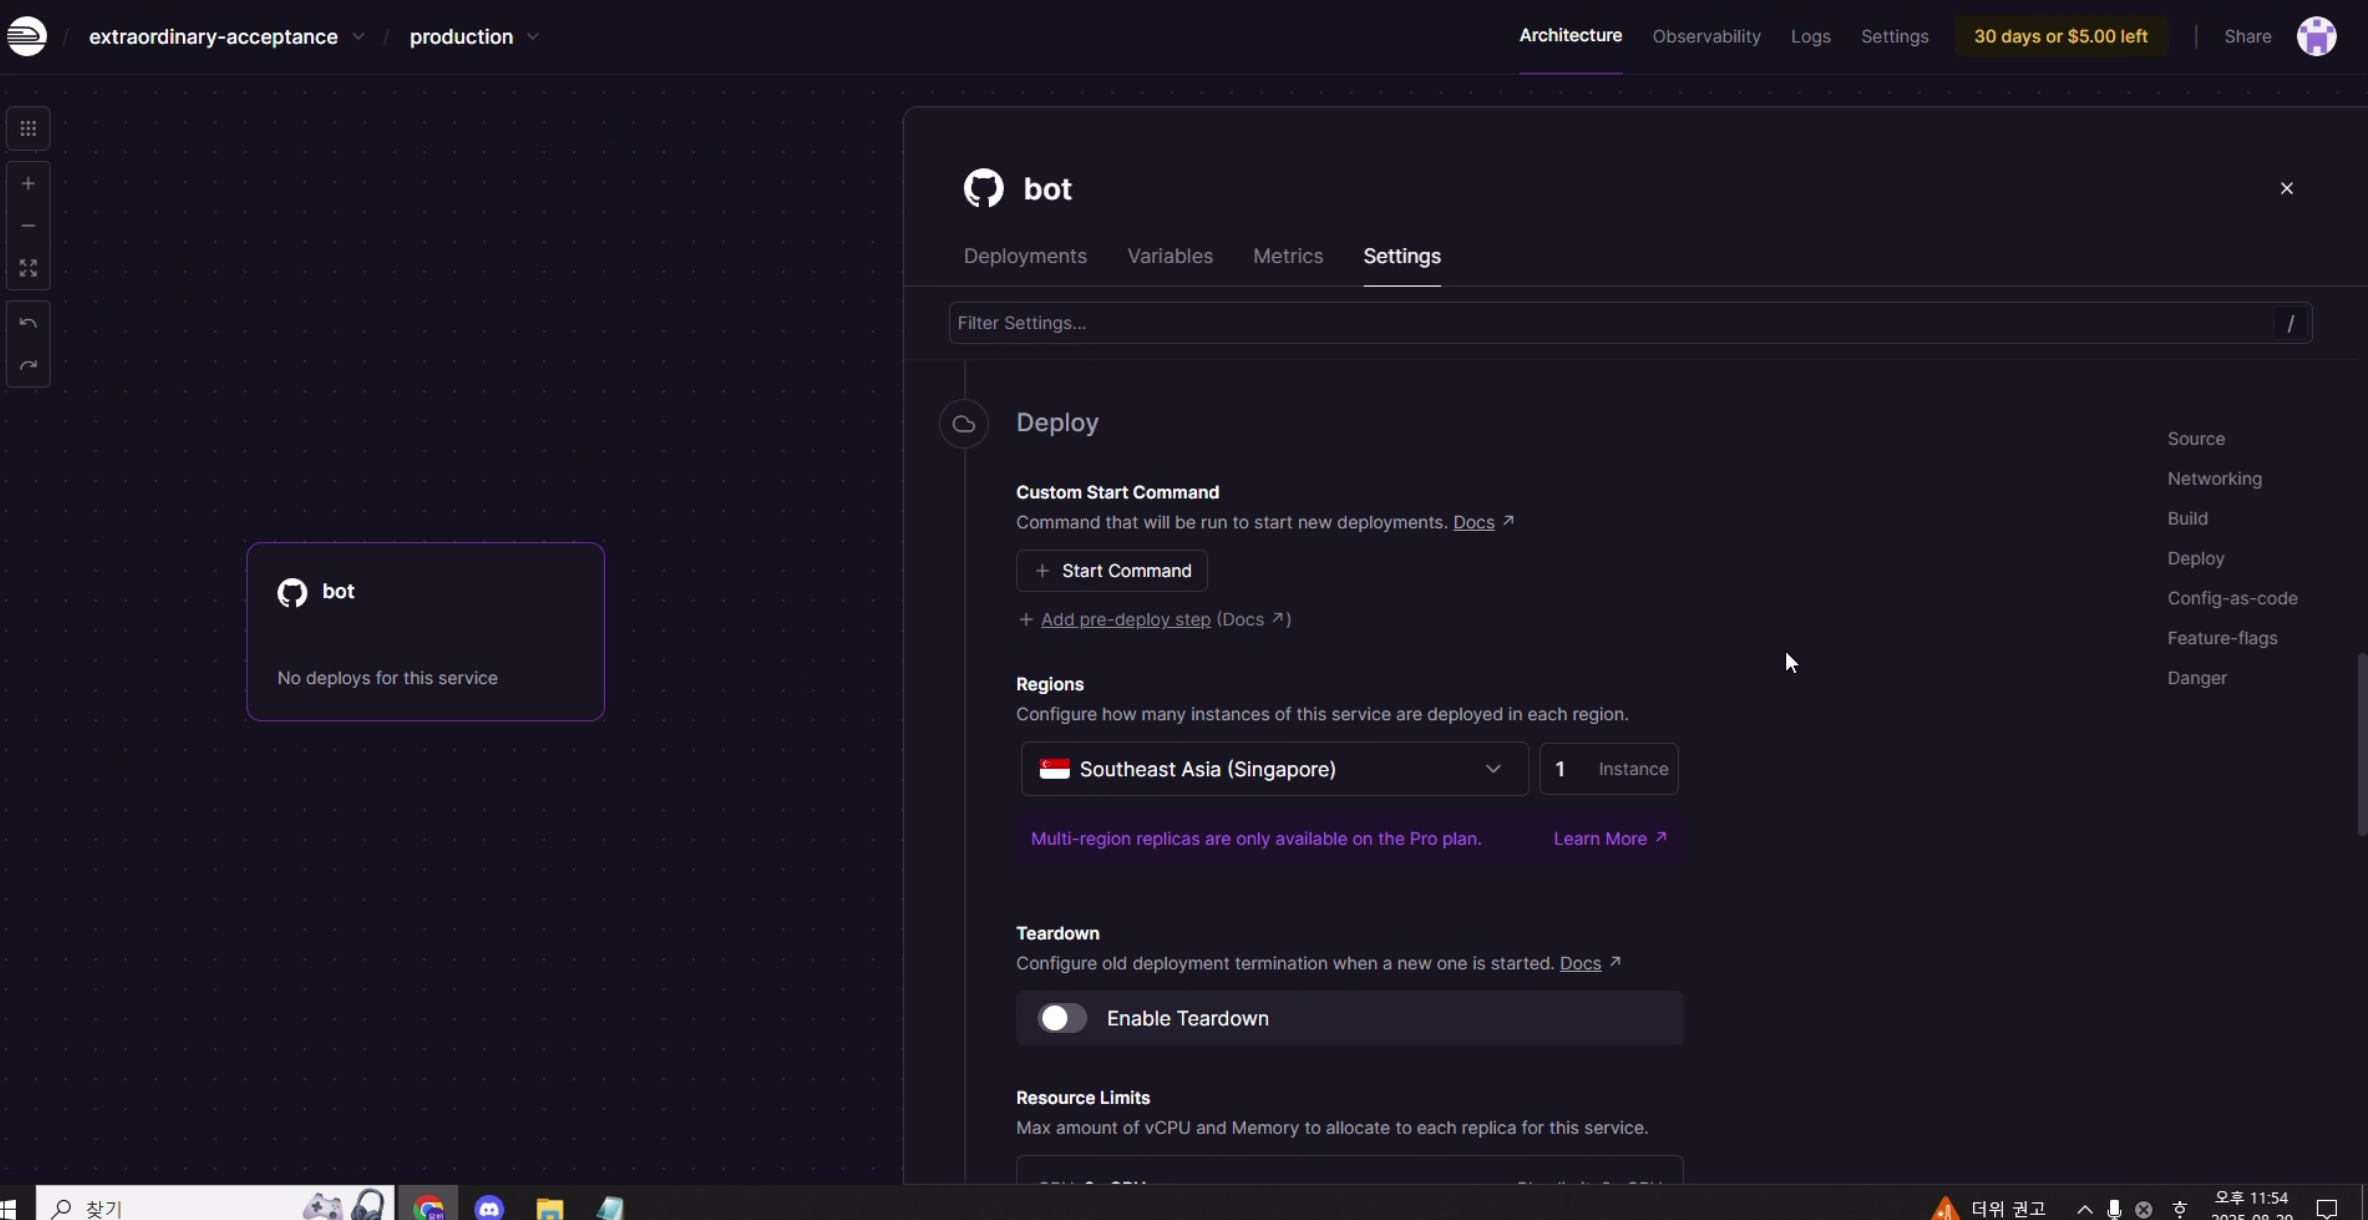 / extraordinary-acceptance / production
Architecture Observability Logs Settings 30 days or $5.00 left | Share
bot
Deployments Variables Metrics Settings
Filter Settings... /
Deploy
Custom Start Command
Command that will be run to start new deployments. Docs ↗
+ Start Command
+ Add pre-deploy step (Docs ↗)
Regions
Configure how many instances of this service are deployed in each region.
Southeast Asia (Singapore) 1 Instance
Multi-region replicas are only available on the Pro plan. Learn More ↗
Teardown
Configure old deployment termination when a new one is started. Docs ↗
Enable Teardown
Resource Limits
Max amount of vCPU and Memory to allocate to each replica for this service.
Source
Networking
Build
Deploy
Config-as-code
Feature-flags
Danger
bot
No deploys for this service
찾기
더위 권고
오후 11:54